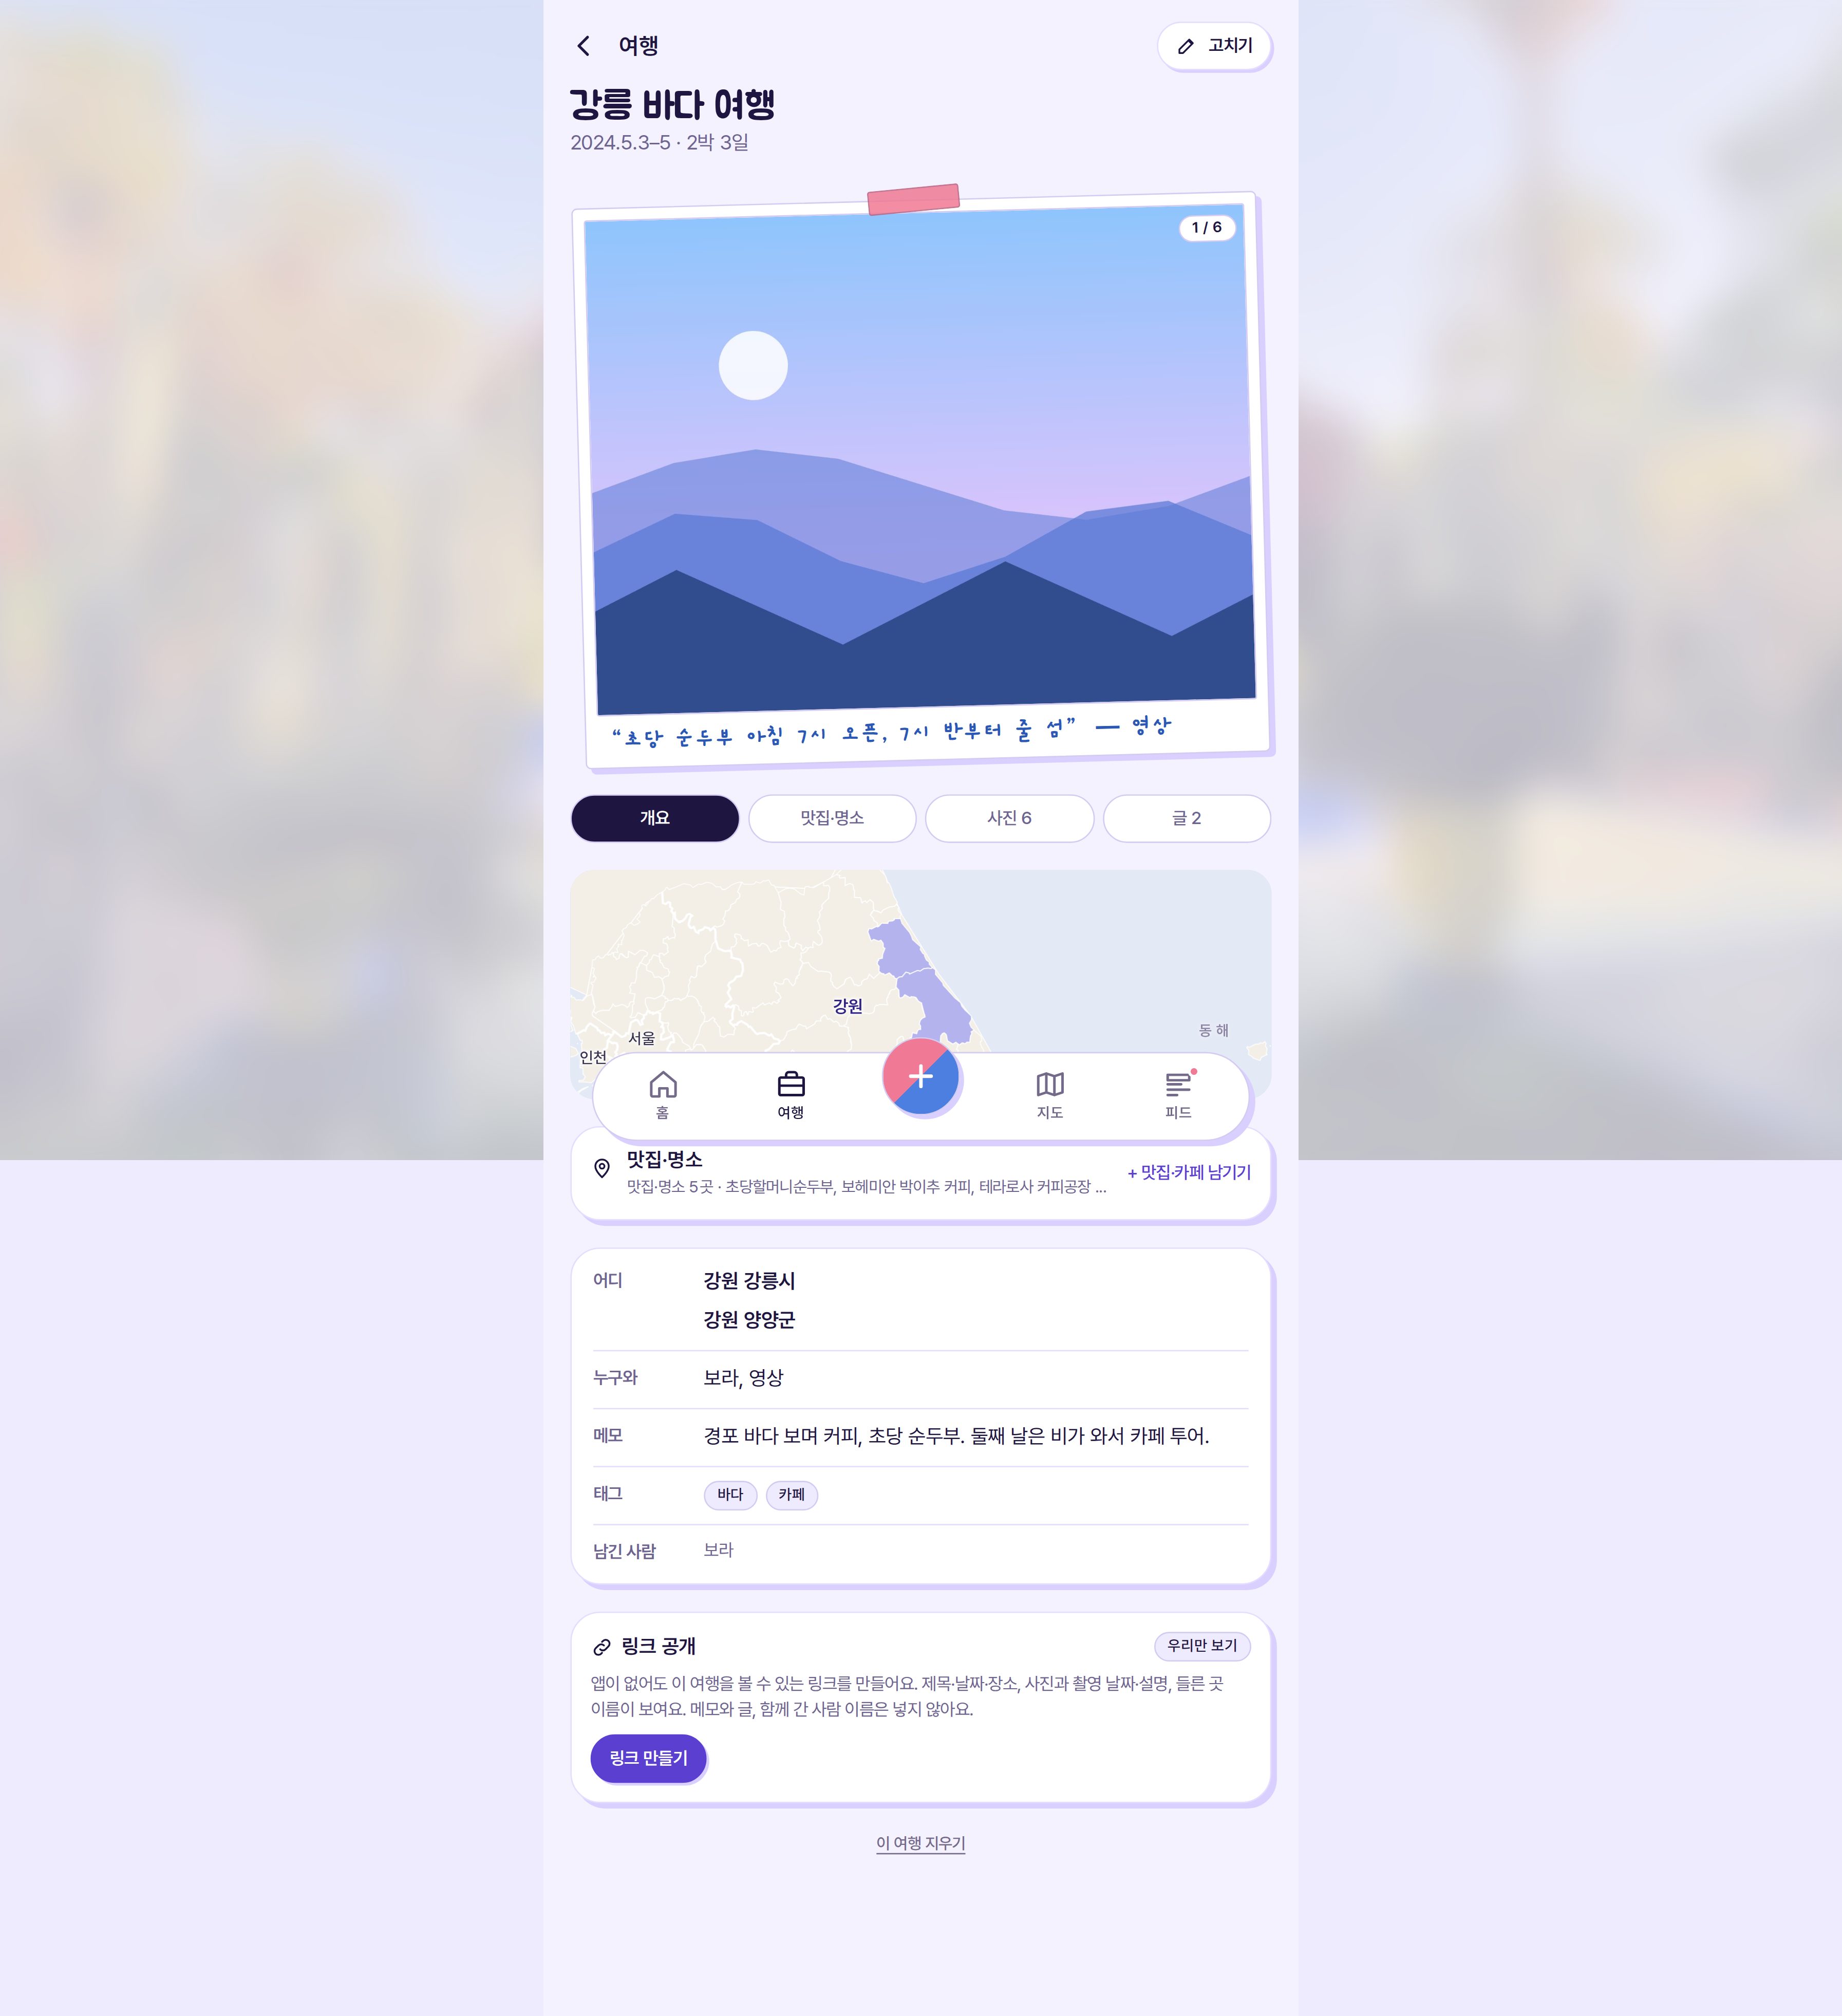 여행
고치기
강릉 바다 여행
2024.5.3–5 · 2박 3일
1 / 6
“초당 순두부 아침 7시 오픈, 7시 반부터 줄 섬” — 영상
개요
맛집·명소
사진 6
글 2
강원
서울
인천
동 해
홈
여행
지도
피드
맛집·명소
맛집·명소 5곳 · 초당할머니순두부, 보헤미안 박이추 커피, 테라로사 커피공장 ...
+ 맛집·카페 남기기
어디
강원 강릉시
강원 양양군
누구와
보라, 영상
메모
경포 바다 보며 커피, 초당 순두부. 둘째 날은 비가 와서 카페 투어.
태그
바다
카페
남긴 사람
보라
링크 공개
우리만 보기
앱이 없어도 이 여행을 볼 수 있는 링크를 만들어요. 제목·날짜·장소, 사진과 촬영 날짜·설명, 들른 곳
이름이 보여요. 메모와 글, 함께 간 사람 이름은 넣지 않아요.
링크 만들기
이 여행 지우기